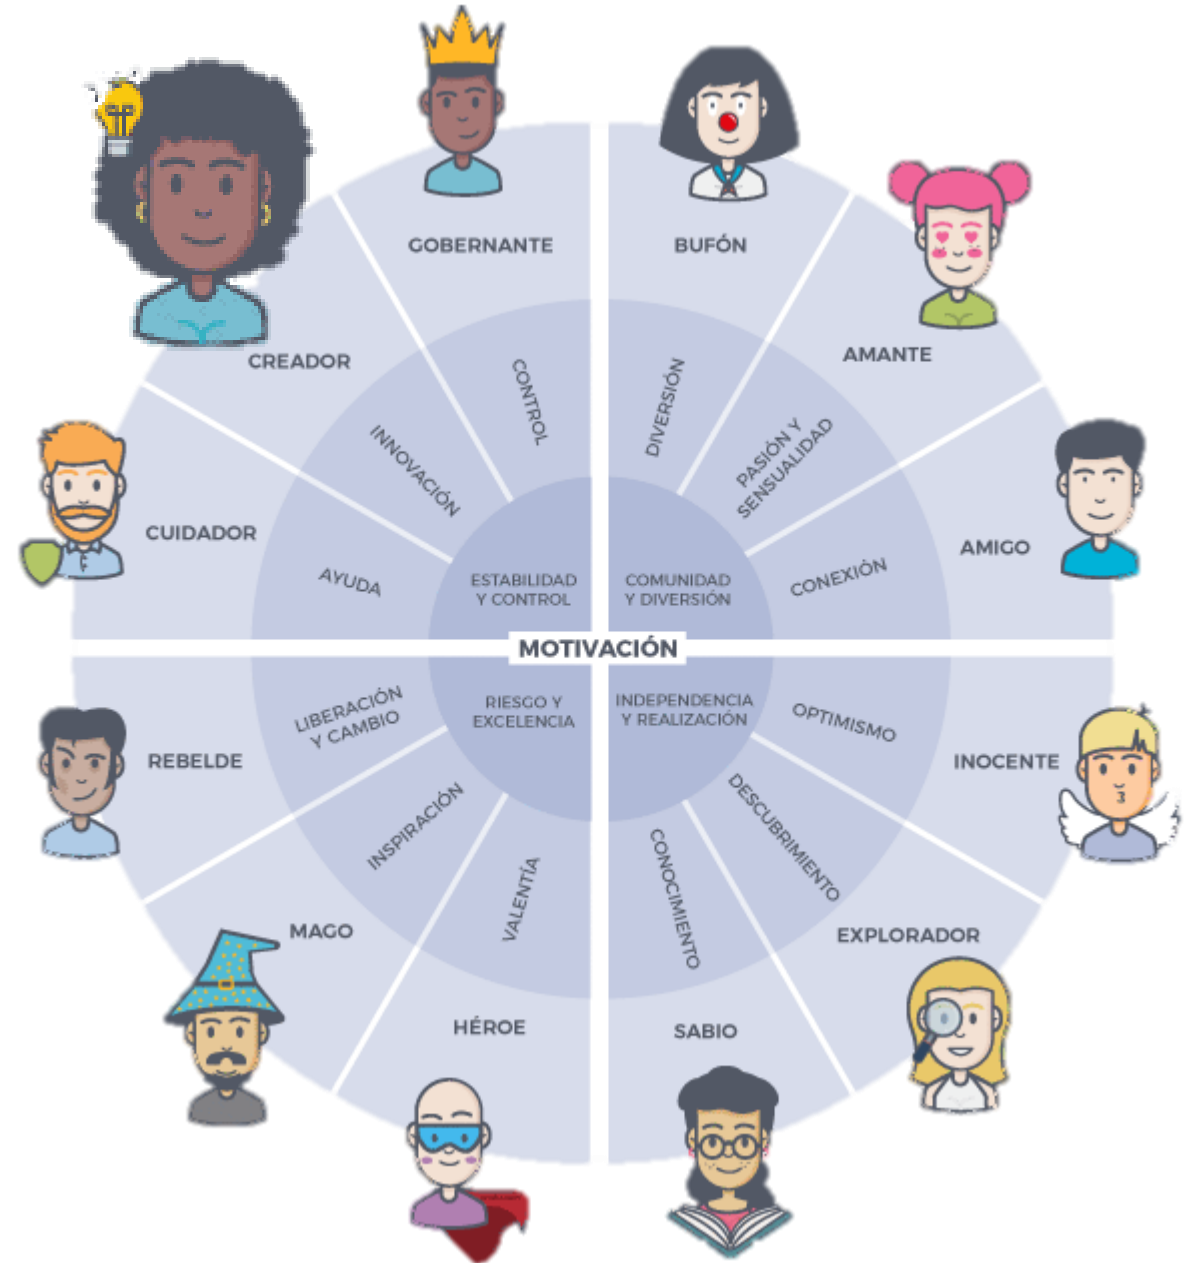 GOBERNANTE
BUFÓN
AMANTE
CREADOR
CONTROL
DIVERSIÓN
INNOVACIÓN
PASIÓN Y
SENSUALIDAD
CUIDADOR
AMIGO
AYUDA
ESTABILIDAD
Y CONTROL
COMUNIDAD
Y DIVERSIÓN
CONEXIÓN
MOTIVACIÓN
LIBERACIÓN
Y CAMBIO
RIESGO Y
EXCELENCIA
INDEPENDENCIA
Y REALIZACIÓN
OPTIMISMO
REBELDE
INOCENTE
INSPIRACIÓN
DESCUBRIMIENTO
VALENTÍA
CONOCIMIENTO
MAGO
EXPLORADOR
HÉROE
SABIO